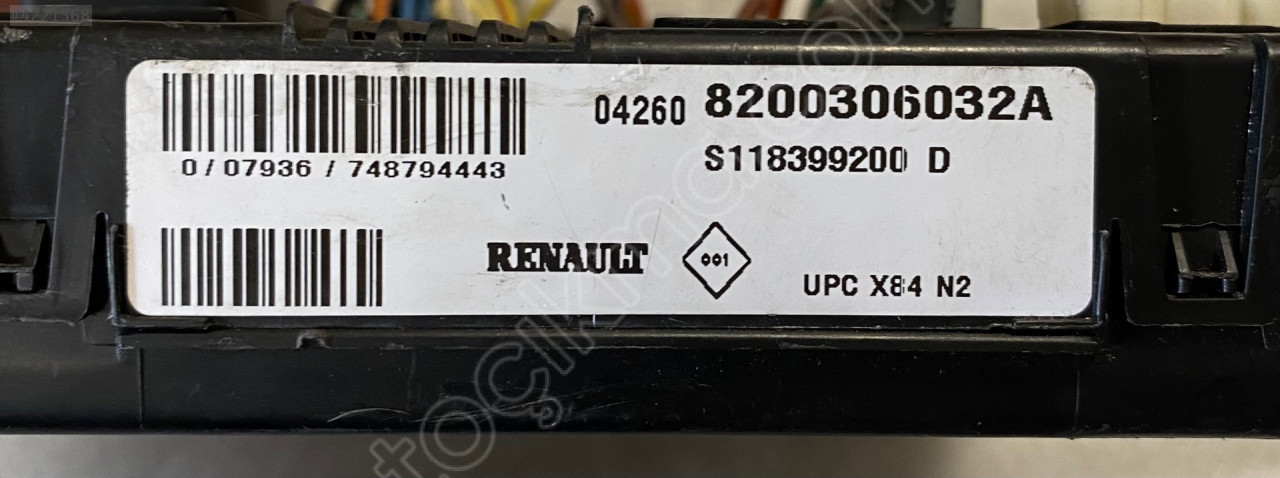 04260 8200306032A
0/07936/748794443
S118399200 D
RENAULT
001
UPC X84 N2